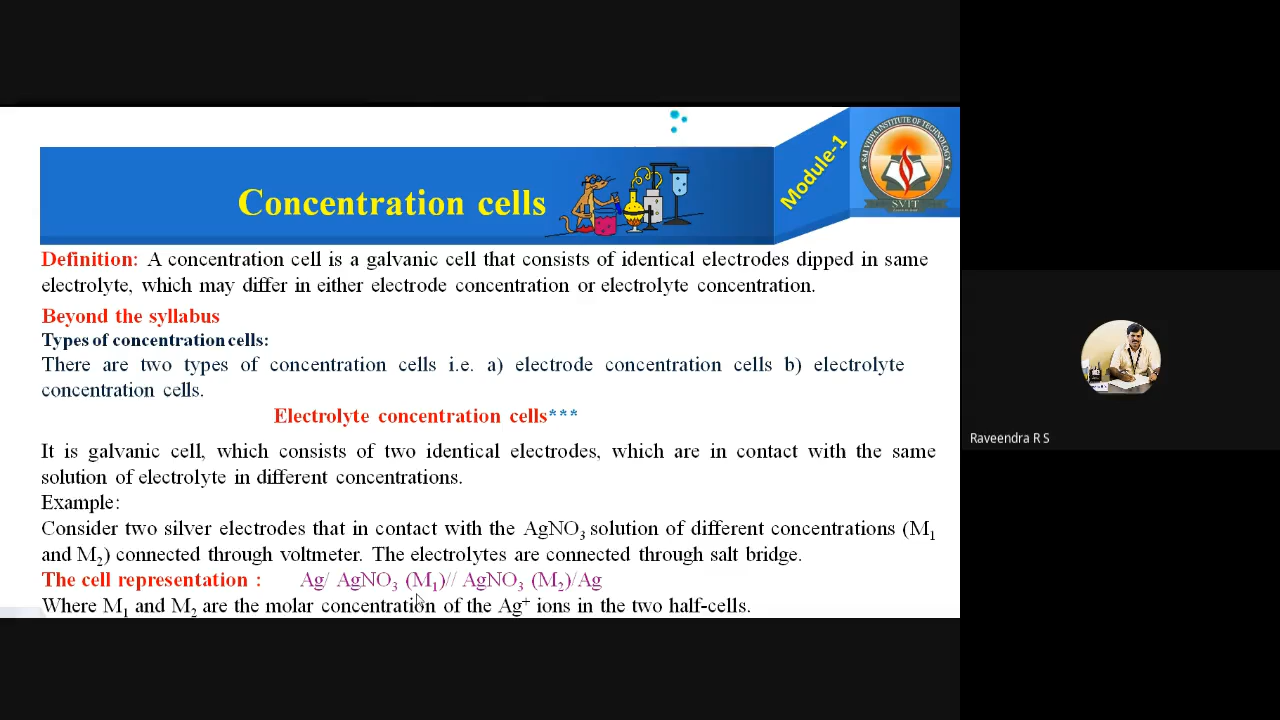 Concentration cells
Module-1
SAI VIDYA INSTITUTE OF TECHNOLOGY
SVIT
Definition: A concentration cell is a galvanic cell that consists of identical electrodes dipped in same
electrolyte, which may differ in either electrode concentration or electrolyte concentration.
Beyond the syllabus
Types of concentration cells:
There are two types of concentration cells i.e. a) electrode concentration cells b) electrolyte
concentration cells.
Electrolyte concentration cells***
It is galvanic cell, which consists of two identical electrodes, which are in contact with the same
solution of electrolyte in different concentrations.
Example:
Consider two silver electrodes that in contact with the AgNO₃ solution of different concentrations (M₁
and M₂) connected through voltmeter. The electrolytes are connected through salt bridge.
The cell representation : Ag/ AgNO₃ (M₁)// AgNO₃ (M₂)/Ag
Where M₁ and M₂ are the molar concentration of the Ag⁺ ions in the two half-cells.
Raveendra R S